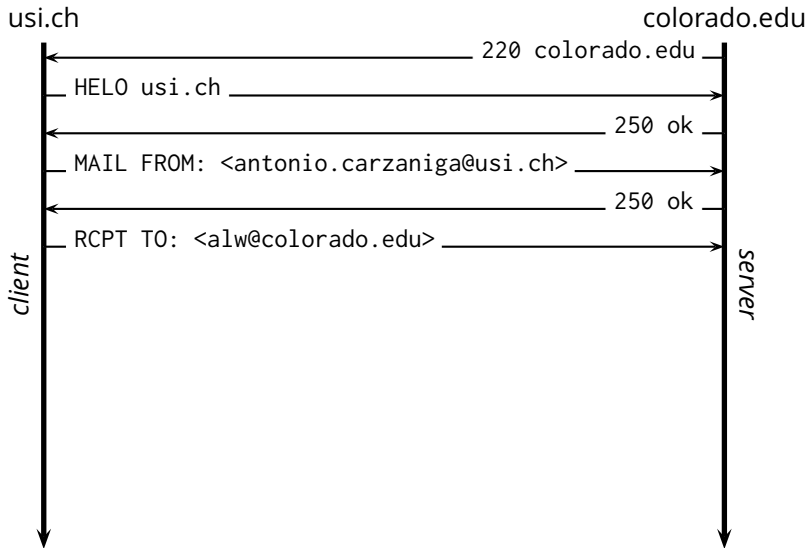 usi.ch
colorado.edu
220 colorado.edu
HELO usi.ch
250 ok
MAIL FROM: <antonio.carzaniga@usi.ch>
250 ok
RCPT TO: <alw@colorado.edu>
client
server